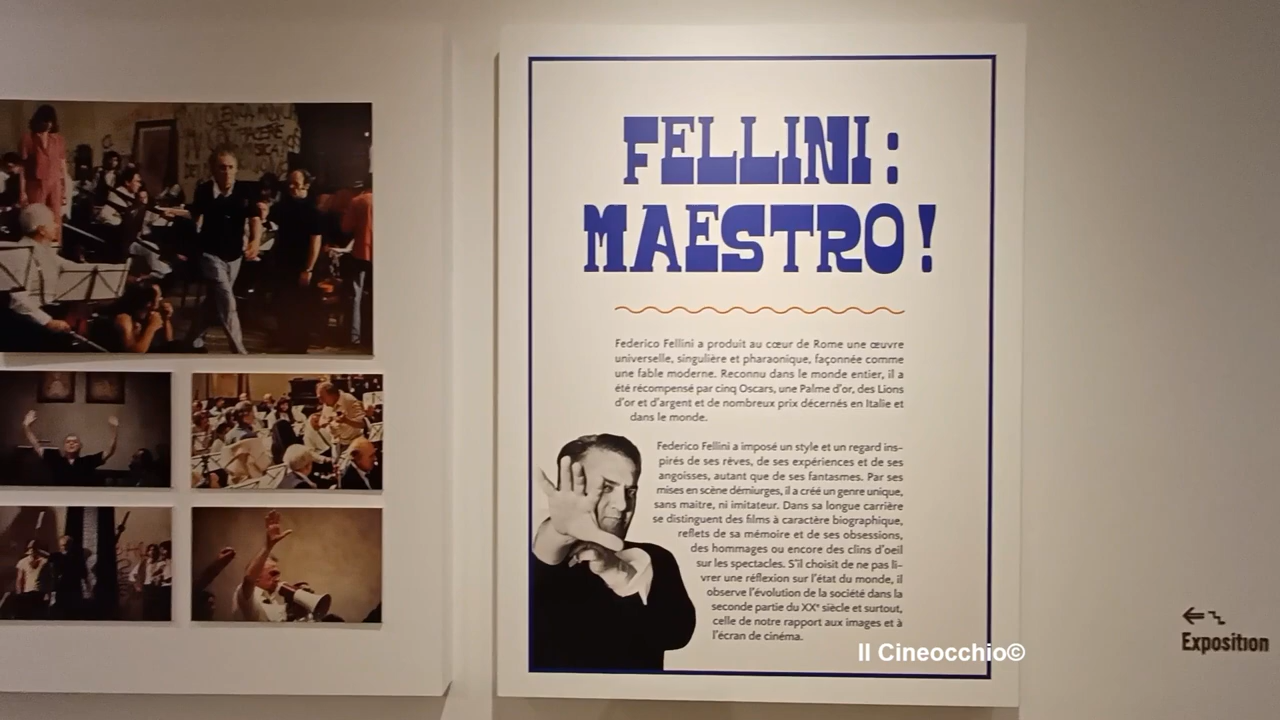 FELLINI :
MAESTRO !
Federico Fellini a produit au cœur de Rome une œuvre
universelle, singulière et pharaonique, façonnée comme
une fable moderne. Reconnu dans le monde entier, il a
été récompensé par cinq Oscars, une Palme d'or, des Lions
d'or et d'argent et de nombreux prix décernés en Italie et
dans le monde.
Federico Fellini a imposé un style et un regard ins-
pirés de ses rêves, de ses expériences et de ses
angoisses, autant que de ses fantasmes. Par ses
mises en scène démiurges, il a créé un genre unique,
sans maitre, ni imitateur. Dans sa longue carrière
se distinguent des films à caractère biographique,
reflets de sa mémoire et de ses obsessions,
des hommages ou encore des clins d'oeil
sur les spectacles. S'il choisit de ne pas li-
vrer une réflexion sur l'état du monde, il
observe l'évolution de la société dans la
seconde partie du XXe siècle et surtout,
celle de notre rapport aux images et à
l'écran de cinéma.
Il Cineocchio©
Exposition